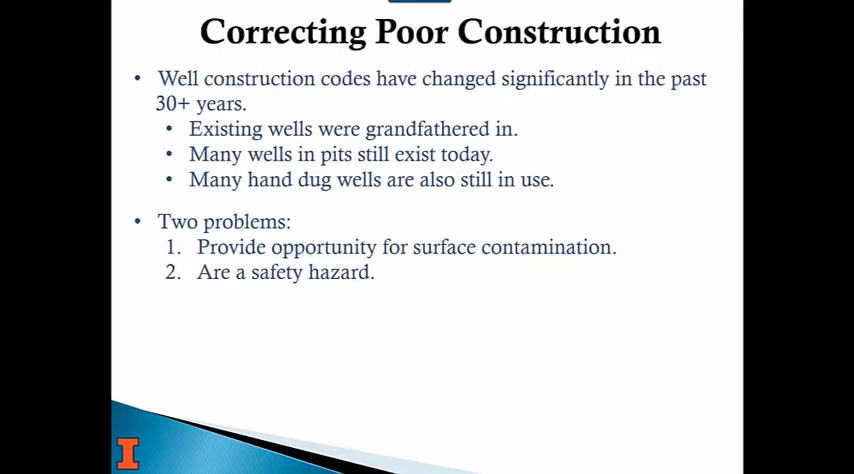 Correcting Poor Construction
• Well construction codes have changed significantly in the past
30+ years.
• Existing wells were grandfathered in.
• Many wells in pits still exist today.
• Many hand dug wells are also still in use.
• Two problems:
1. Provide opportunity for surface contamination.
2. Are a safety hazard.
I